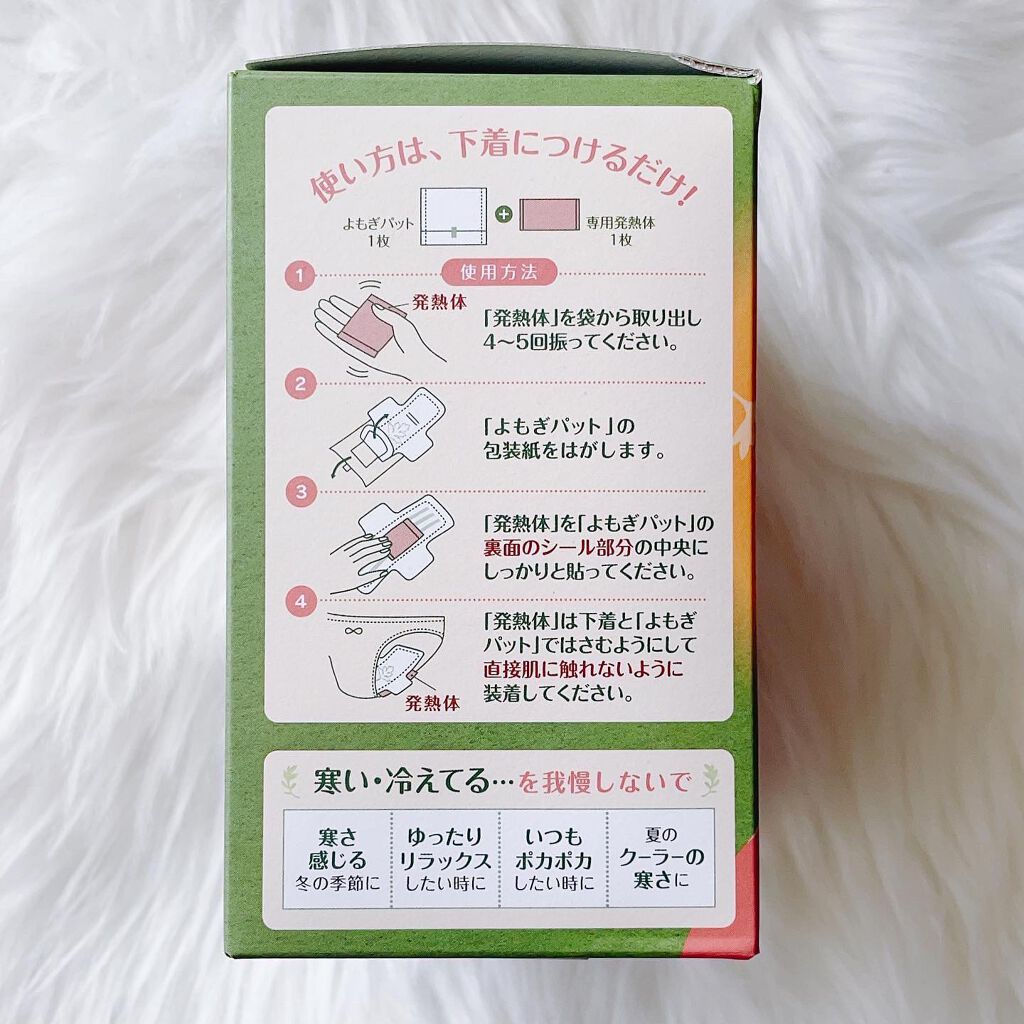 使い方は、下着につけるだけ!
よもぎパット
1枚
専用発熱体
1枚
使用方法
1
発熱体
「発熱体」を袋から取り出し
4〜5回振ってください。
2
「よもぎパット」の
包装紙をはがします。
3
「発熱体」を「よもぎパット」の
裏面のシール部分の中央に
しっかりと貼ってください。
4
「発熱体」は下着と「よもぎ
パット」ではさむようにして
直接肌に触れないように
装着してください。
発熱体
寒い・冷えてる…を我慢しないで
寒さ
感じる
冬の季節に
ゆったり
リラックス
したい時に
いつも
ポカポカ
したい時に
夏の
クーラーの
寒さに